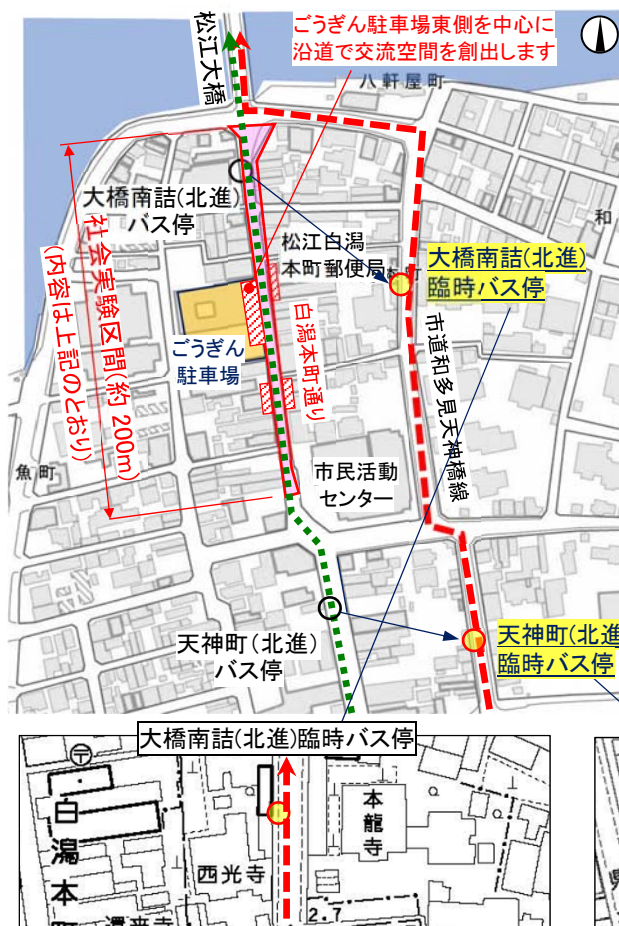 ごうぎん駐車場東側を中心に
沿道で交流空間を創出します
松江大橋
八軒屋町
大橋南詰(北進)
バス停
松江白潟
本町郵便局
和
町
大橋南詰(北進)
臨時バス停
社会実験区間(約 200m)
(内容は上記のとおり)
ごうぎん
駐車場
白潟本町通り
市道和多見天神橋線
魚町
市民活動
センター
天神町(北進)
バス停
天神町(北進
臨時バス停
大橋南詰(北進)臨時バス停
白潟本
西光寺
本龍寺
2.7